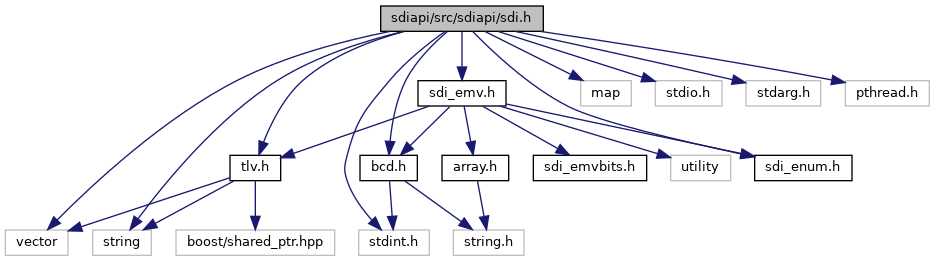 sdiapi/src/sdiapi/sdi.h
sdi_emv.h
map
stdio.h
stdarg.h
pthread.h
tlv.h
bcd.h
array.h
sdi_emvbits.h
utility
sdi_enum.h
vector
string
boost/shared_ptr.hpp
stdint.h
string.h